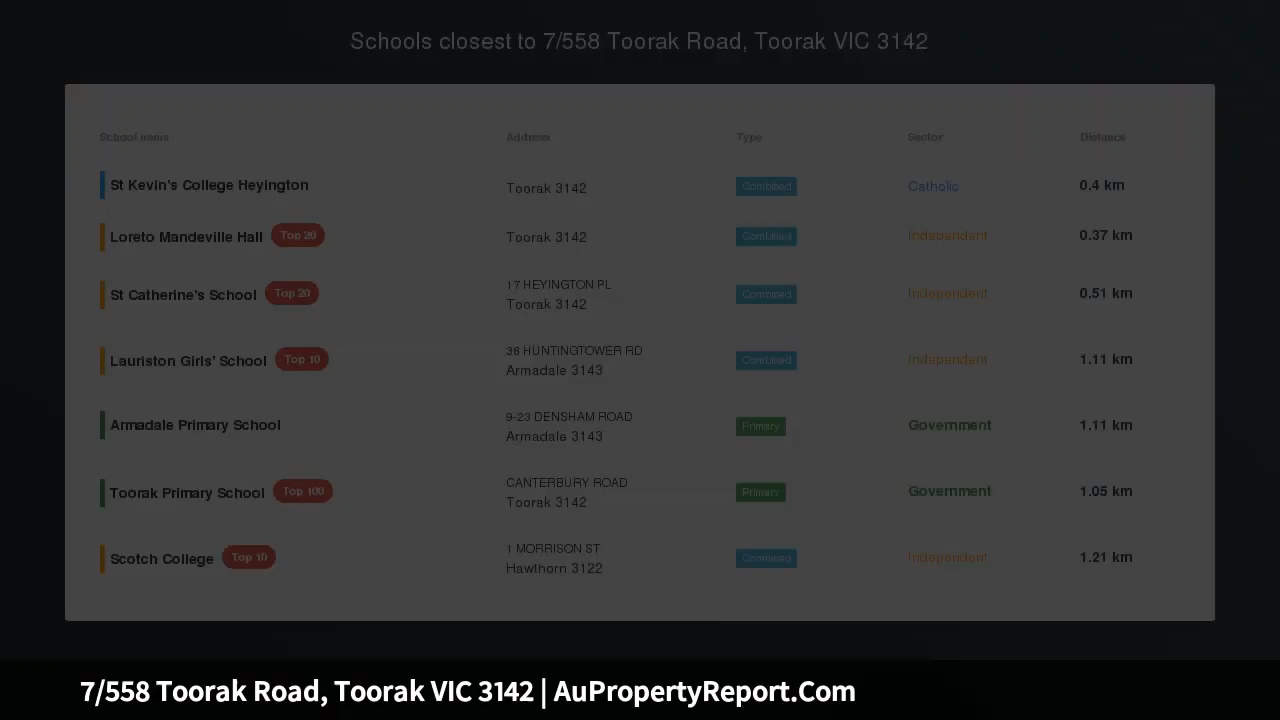 Schools closest to 7/558 Toorak Road, Toorak VIC 3142
School name Address Type Sector Distance
St Kevin's College Heyington Toorak 3142 Combined Catholic 0.4 km
Loreto Mandeville Hall Top 20 Toorak 3142 Combined Independent 0.37 km
17 HEYINGTON PL
St Catherine's School Top 20 Toorak 3142 Combined Independent 0.51 km
38 HUNTINGTOWER RD
Lauriston Girls' School Top 10 Armadale 3143 Combined Independent 1.11 km
9-23 DENSHAM ROAD
Armadale Primary School Armadale 3143 Primary Government 1.11 km
CANTERBURY ROAD
Toorak Primary School Top 100 Toorak 3142 Primary Government 1.05 km
1 MORRISON ST
Scotch College Top 10 Hawthorn 3122 Combined Independent 1.21 km
7/558 Toorak Road, Toorak VIC 3142 | AuPropertyReport.Com